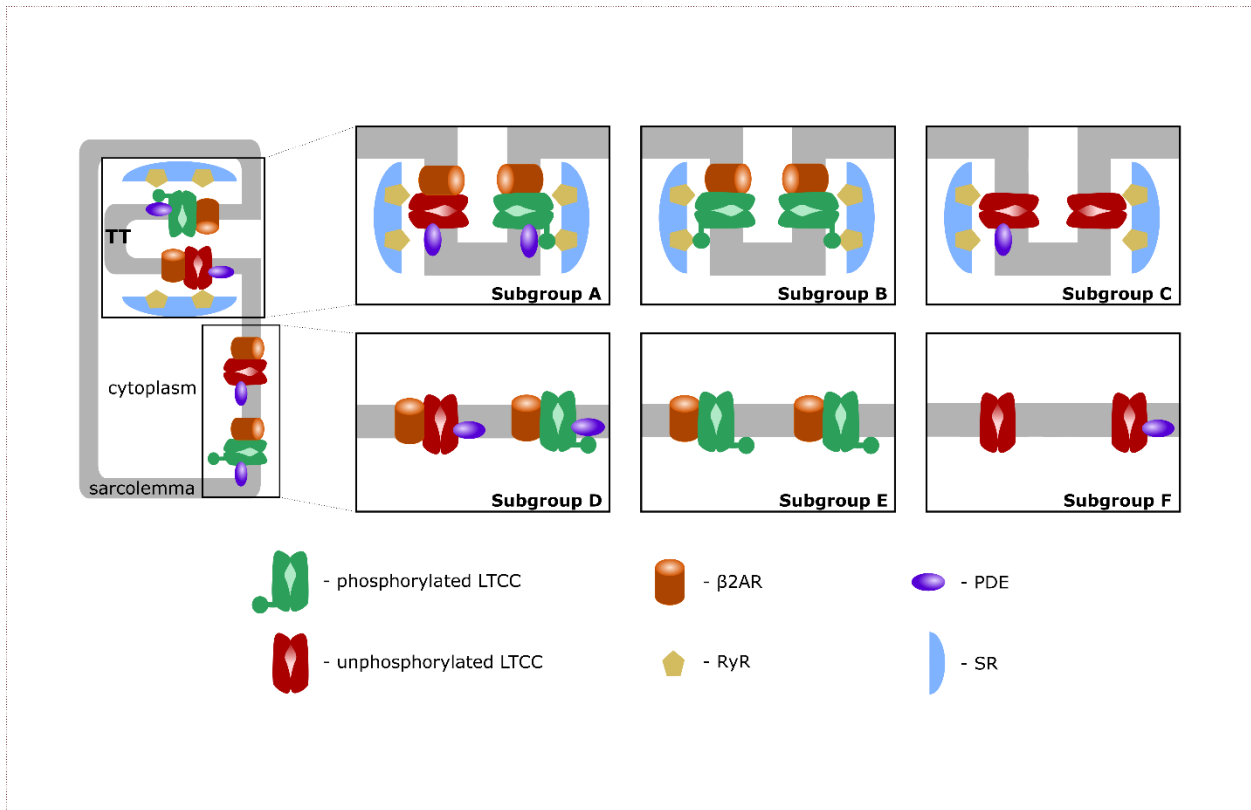 TT
cytoplasm
sarcolemma
Subgroup A
Subgroup B
Subgroup C
Subgroup D
Subgroup E
Subgroup F
- phosphorylated LTCC
- β2AR
- PDE
- unphosphorylated LTCC
- RyR
- SR